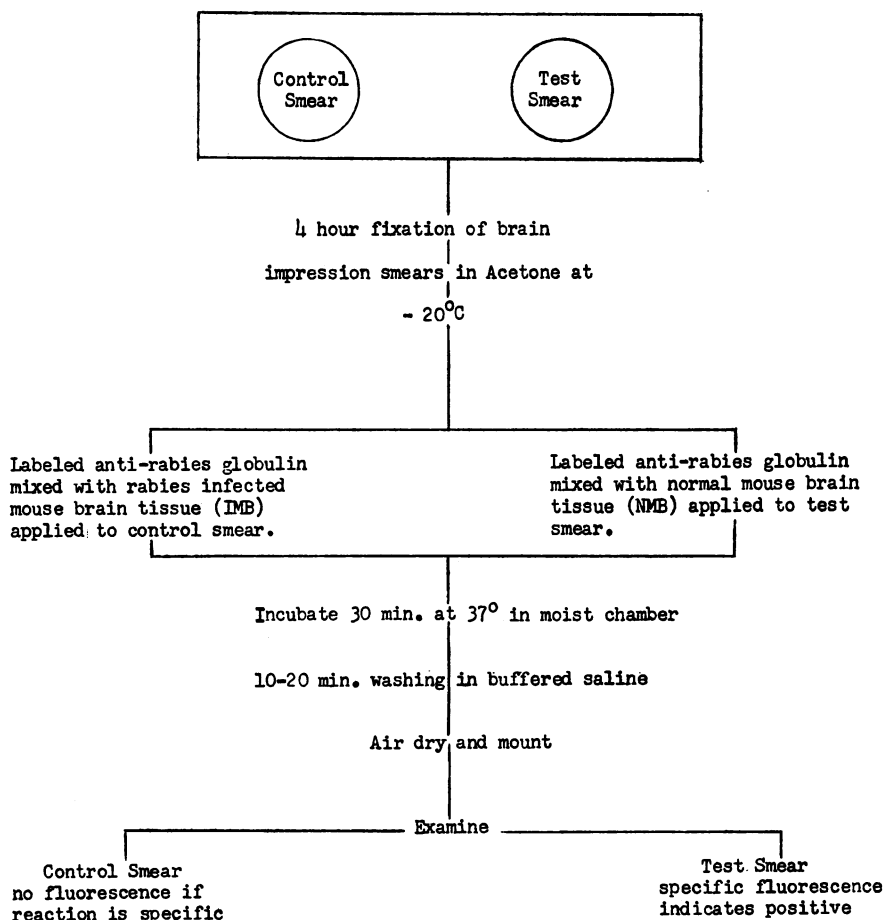 Control
Smear
Test
Smear
4 hour fixation of brain
impression smears in Acetone at
- 20°C
Labeled anti-rabies globulin
mixed with rabies infected
mouse brain tissue (IMB)
applied to control smear.
Labeled anti-rabies globulin
mixed with normal mouse brain
tissue (NMB) applied to test
smear.
Incubate 30 min. at 37° in moist chamber
10-20 min. washing in buffered saline
Air dry and mount
Examine
Control Smear
no fluorescence if
reaction is specific
Test Smear
specific fluorescence
indicates positive